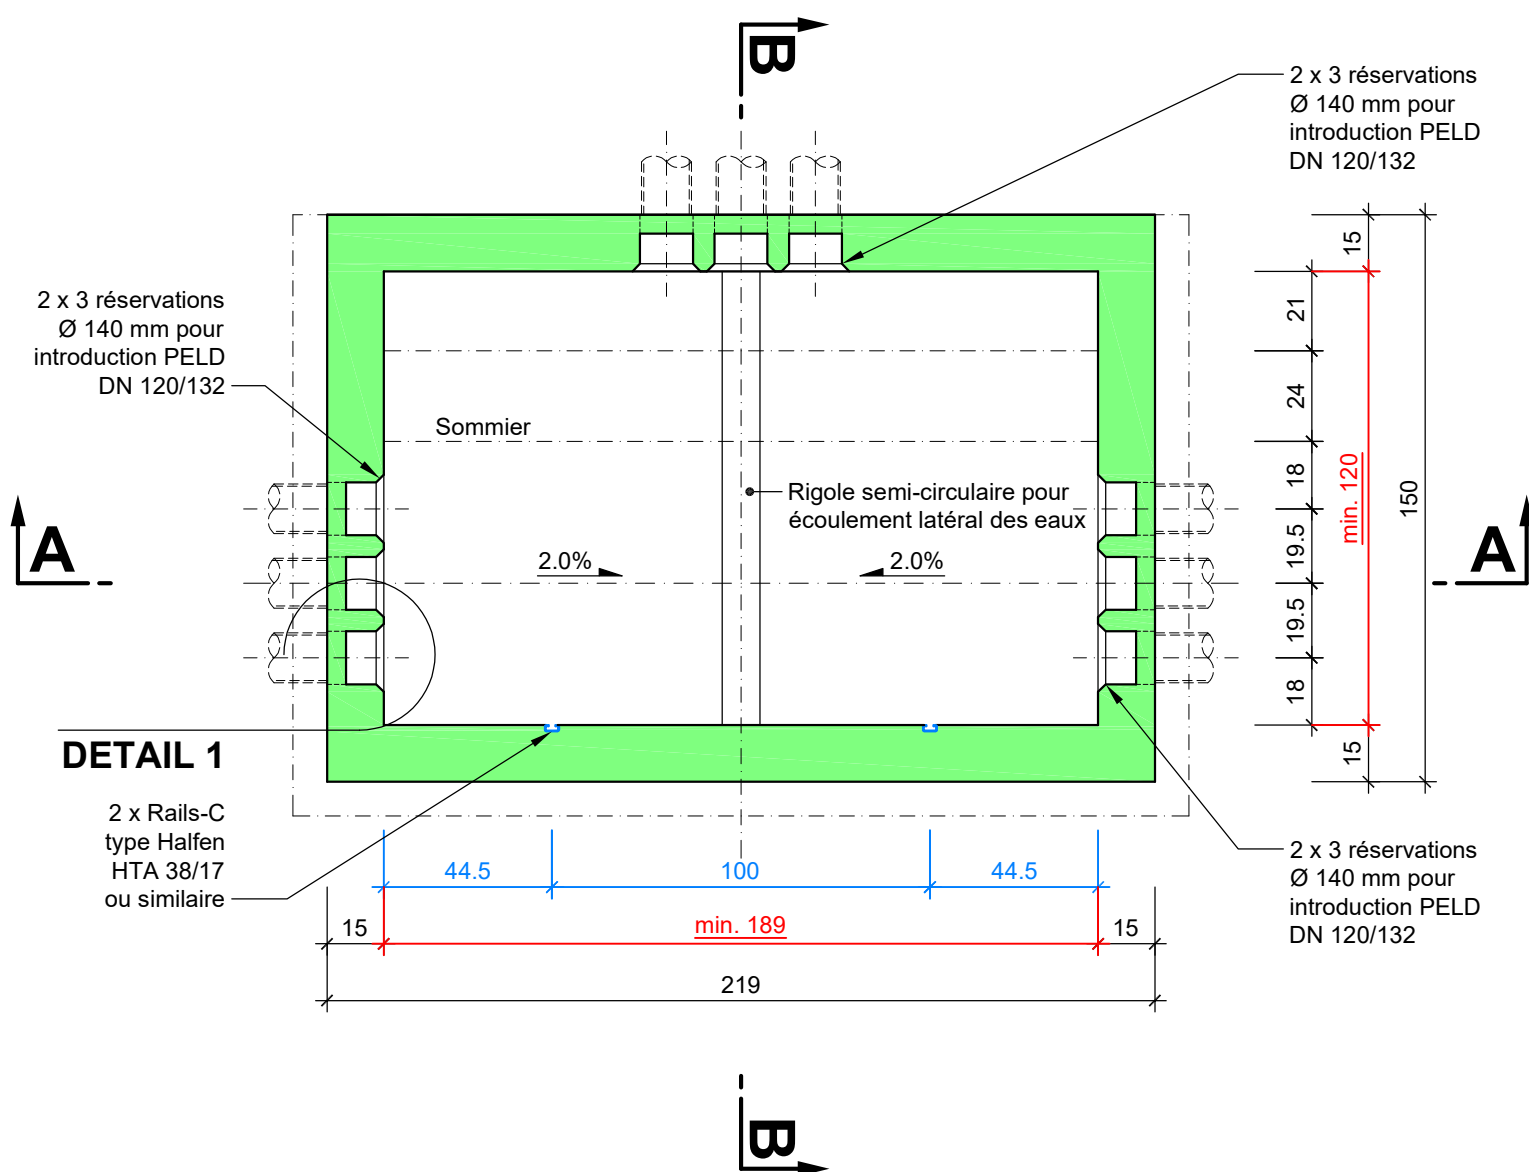 B
2 x 3 réservations
Ø 140 mm pour
introduction PELD
DN 120/132
2 x 3 réservations
Ø 140 mm pour
introduction PELD
DN 120/132
15
21
24
18
19.5
19.5
18
15
min. 120
150
Sommier
Rigole semi-circulaire pour
écoulement latéral des eaux
A
A
2.0%
2.0%
DETAIL 1
2 x Rails-C
type Halfen
HTA 38/17
ou similaire
2 x 3 réservations
Ø 140 mm pour
introduction PELD
DN 120/132
44.5
100
44.5
15
min. 189
15
219
B